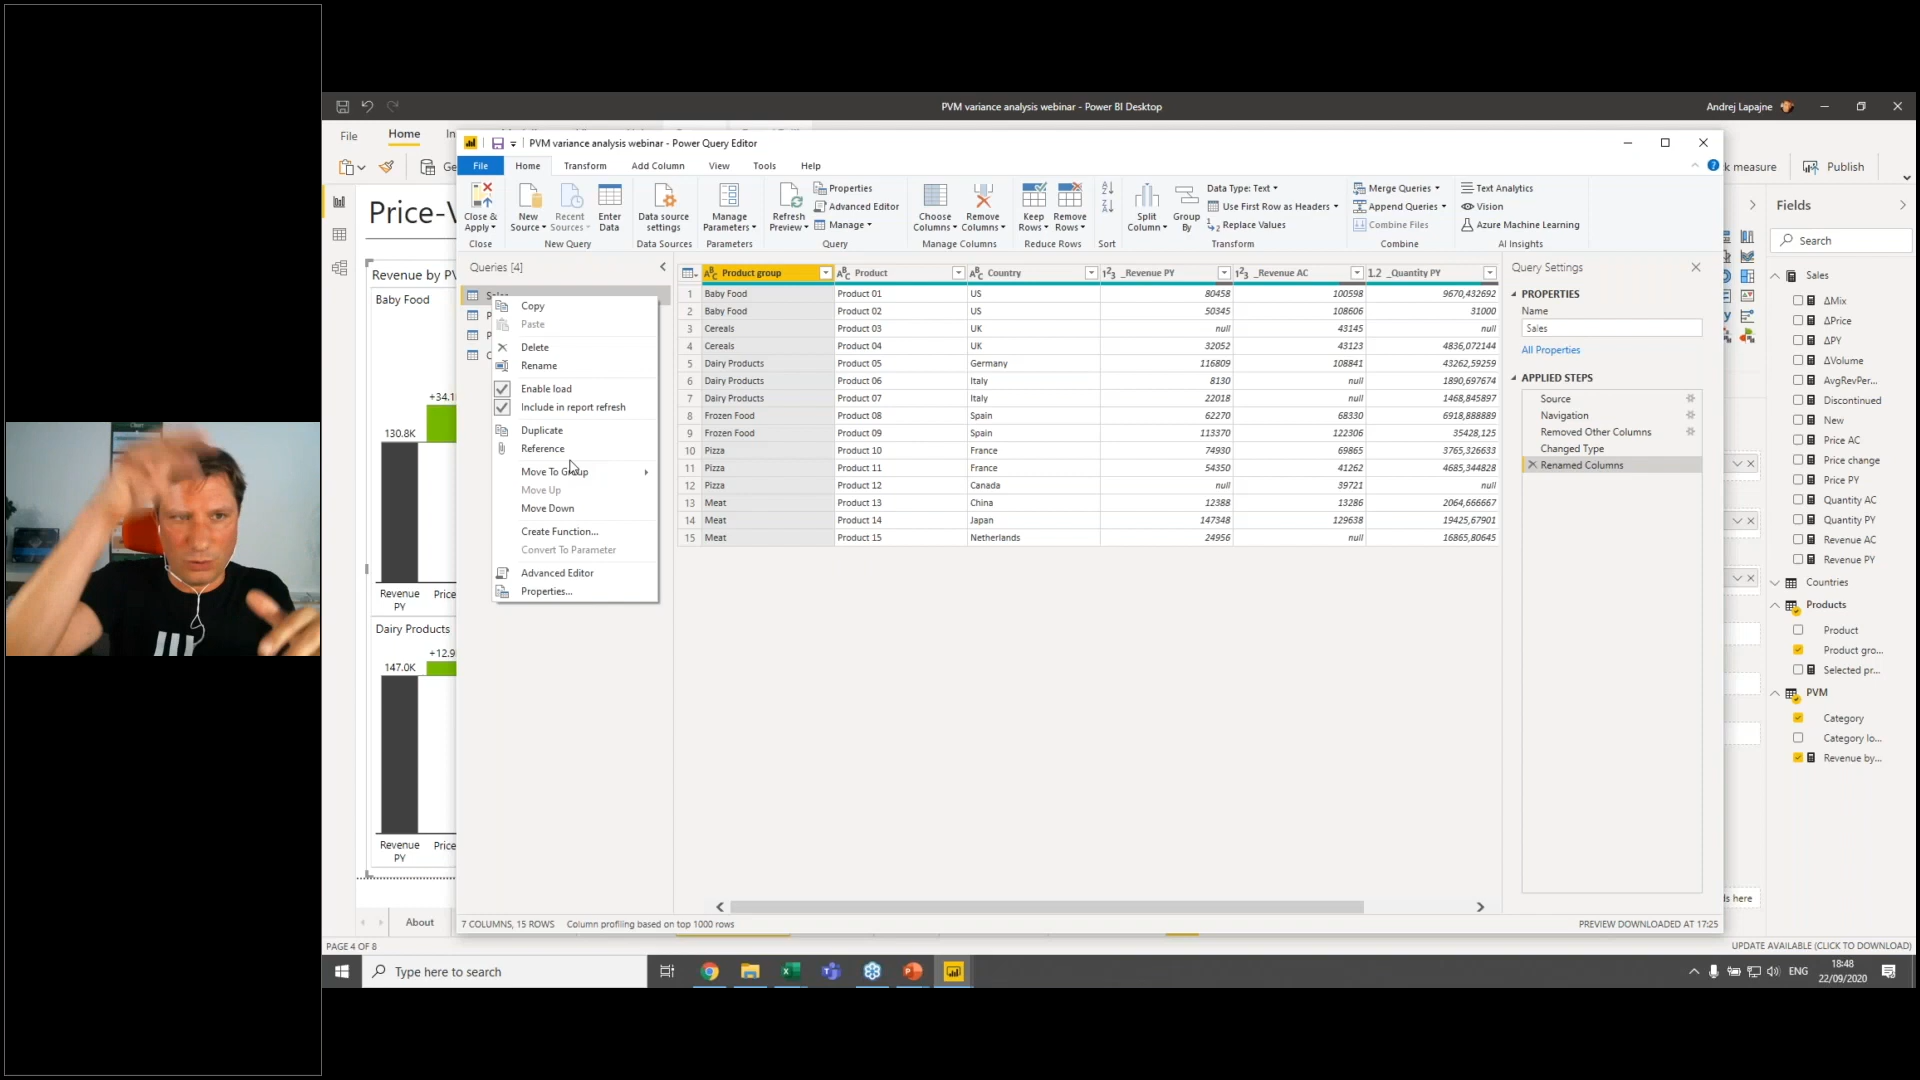 PVM variance analysis webinar - Power BI Desktop
Andrej Lapajne
File
Home
In
Ge
k measure
Publish
Price-V
Revenue by PV
Baby Food
+34.1
130.8K
Revenue
PY
Price
Dairy Products
+12.9
147.0K
Revenue
PY
Price
About
PAGE 4 OF 8
PVM variance analysis webinar - Power Query Editor
File
Home
Transform
Add Column
View
Tools
Help
Close &
Apply
Close
New
Source
Recent
Sources
Enter
Data
New Query
Data source
settings
Data Sources
Manage
Parameters
Parameters
Refresh
Preview
Properties
Advanced Editor
Manage
Query
Choose
Columns
Remove
Columns
Manage Columns
Keep
Rows
Remove
Rows
Reduce Rows
Sort
Split
Column
Group
By
Data Type: Text
Use First Row as Headers
Replace Values
Transform
Merge Queries
Append Queries
Combine Files
Combine
Text Analytics
Vision
Azure Machine Learning
AI Insights
Queries [4]
Copy
Paste
Delete
Rename
Enable load
Include in report refresh
Duplicate
Reference
Move To Group
Move Up
Move Down
Create Function...
Convert To Parameter
Advanced Editor
Properties...
Product group Product Country _Revenue PY _Revenue AC _Quantity PY
1 Baby Food Product 01 US 80458 100598 9670,432692
2 Baby Food Product 02 US 50345 108606 31000
3 Cereals Product 03 UK null 43145 null
4 Cereals Product 04 UK 32052 43123 4836,072144
5 Dairy Products Product 05 Germany 116809 108841 43262,59259
6 Dairy Products Product 06 Italy 8130 null 1890,697674
7 Dairy Products Product 07 Italy 22018 null 1468,845897
8 Frozen Food Product 08 Spain 62270 68330 6918,888889
9 Frozen Food Product 09 Spain 113370 122306 35428,125
10 Pizza Product 10 France 74930 69865 3765,326633
11 Pizza Product 11 France 54350 41262 4685,344828
12 Pizza Product 12 Canada null 39721 null
13 Meat Product 13 China 12388 13286 2064,666667
14 Meat Product 14 Japan 147348 129638 19425,67901
15 Meat Product 15 Netherlands 24956 null 16865,80645
Query Settings
PROPERTIES
Name
Sales
All Properties
APPLIED STEPS
Source
Navigation
Removed Other Columns
Changed Type
Renamed Columns
7 COLUMNS, 15 ROWS
Column profiling based on top 1000 rows
PREVIEW DOWNLOADED AT 17:25
Fields
Search
Sales
ΔMix
ΔPrice
ΔPY
ΔVolume
AvgRevPer...
Discontinued
New
Price AC
Price change
Price PY
Quantity AC
Quantity PY
Revenue AC
Revenue PY
Countries
Products
Product
Product gro...
Selected pr...
PVM
Category
Category lo...
Revenue by...
ls here
UPDATE AVAILABLE (CLICK TO DOWNLOAD)
Type here to search
ENG
18:48
22/09/2020